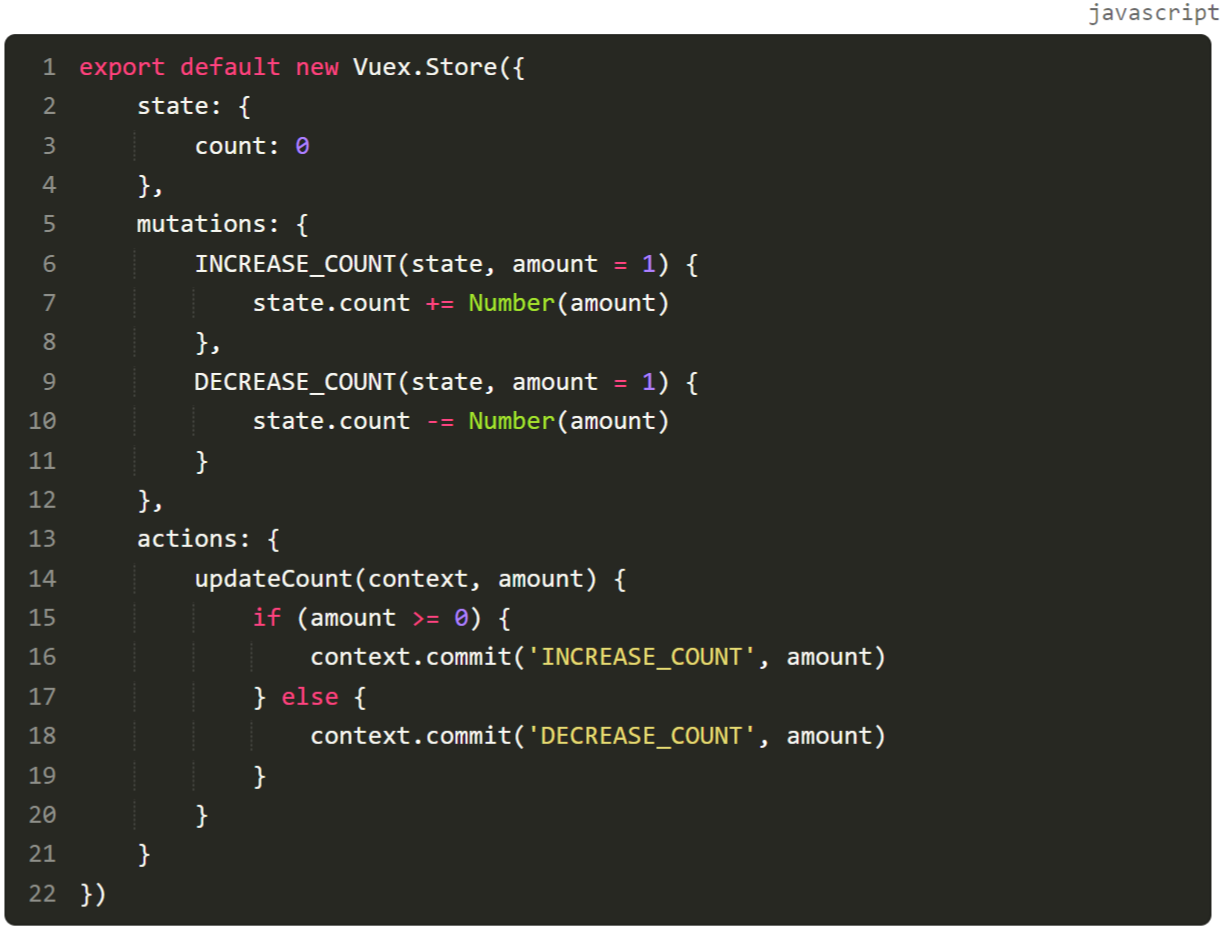 javascript
1 export default new Vuex.Store({
2     state: {
3         count: 0
4     },
5     mutations: {
6         INCREASE_COUNT(state, amount = 1) {
7             state.count += Number(amount)
8         },
9         DECREASE_COUNT(state, amount = 1) {
10             state.count -= Number(amount)
11         }
12     },
13     actions: {
14         updateCount(context, amount) {
15             if (amount >= 0) {
16                 context.commit('INCREASE_COUNT', amount)
17             } else {
18                 context.commit('DECREASE_COUNT', amount)
19             }
20         }
21     }
22 })